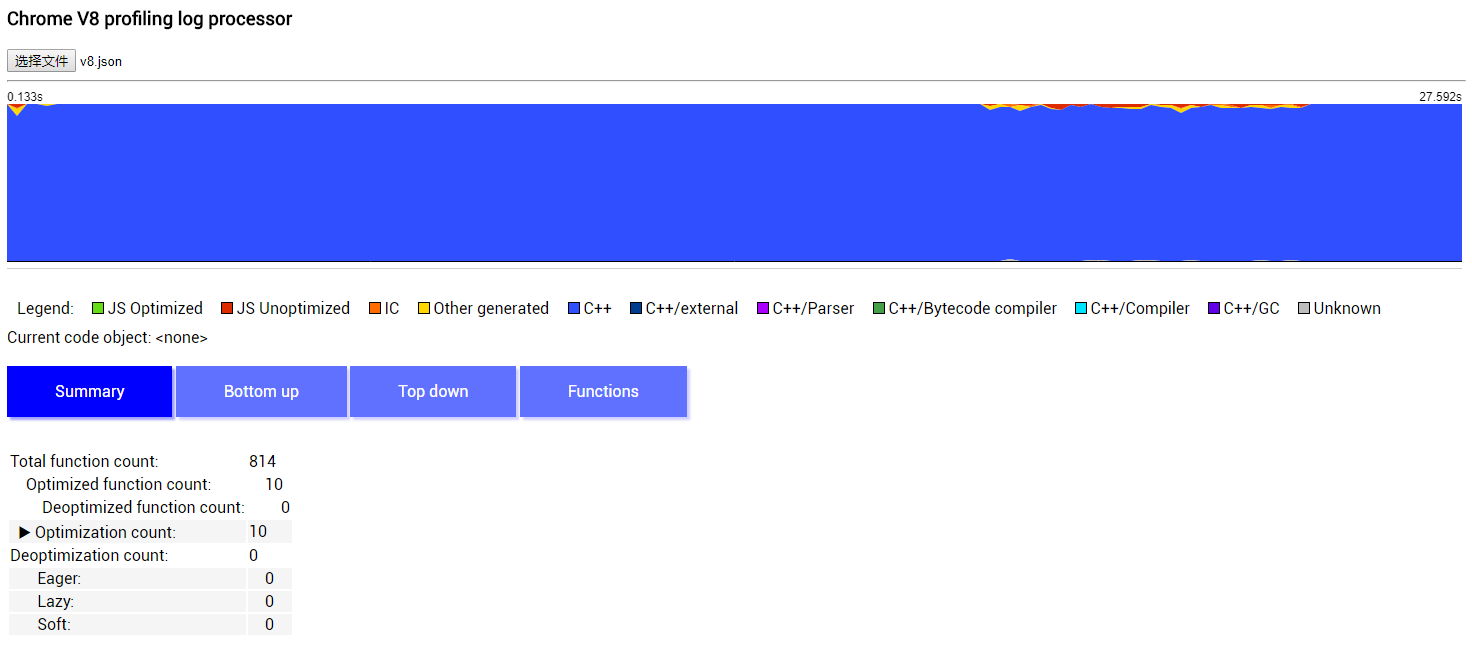 Chrome V8 profiling log processor
选择文件 v8.json
0.133s 27.592s
Legend: JS Optimized JS Unoptimized IC Other generated C++ C++/external C++/Parser C++/Bytecode compiler C++/Compiler C++/GC Unknown
Current code object: <none>
Summary Bottom up Top down Functions
Total function count: 814
Optimized function count: 10
Deoptimized function count: 0
▶ Optimization count: 10
Deoptimization count: 0
Eager: 0
Lazy: 0
Soft: 0